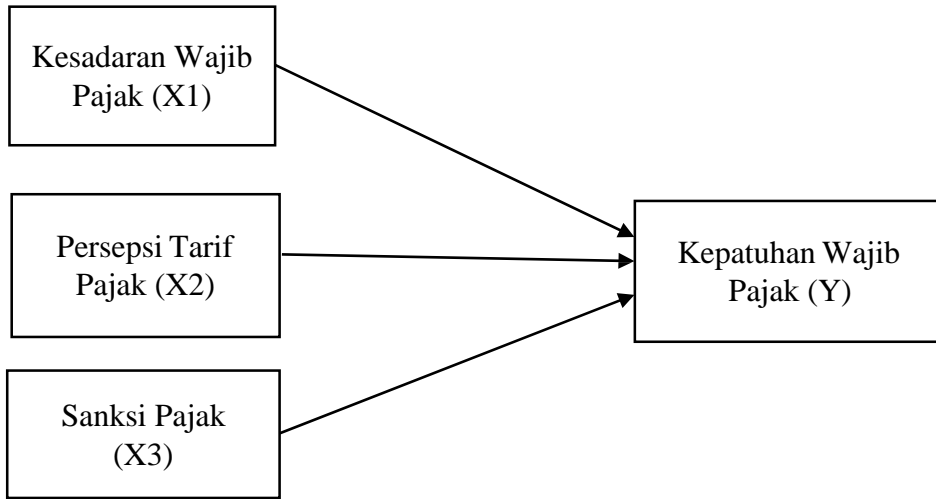 Kesadaran Wajib
Pajak (X1)
Persepsi Tarif
Pajak (X2)
Kepatuhan Wajib
Pajak (Y)
Sanksi Pajak
(X3)